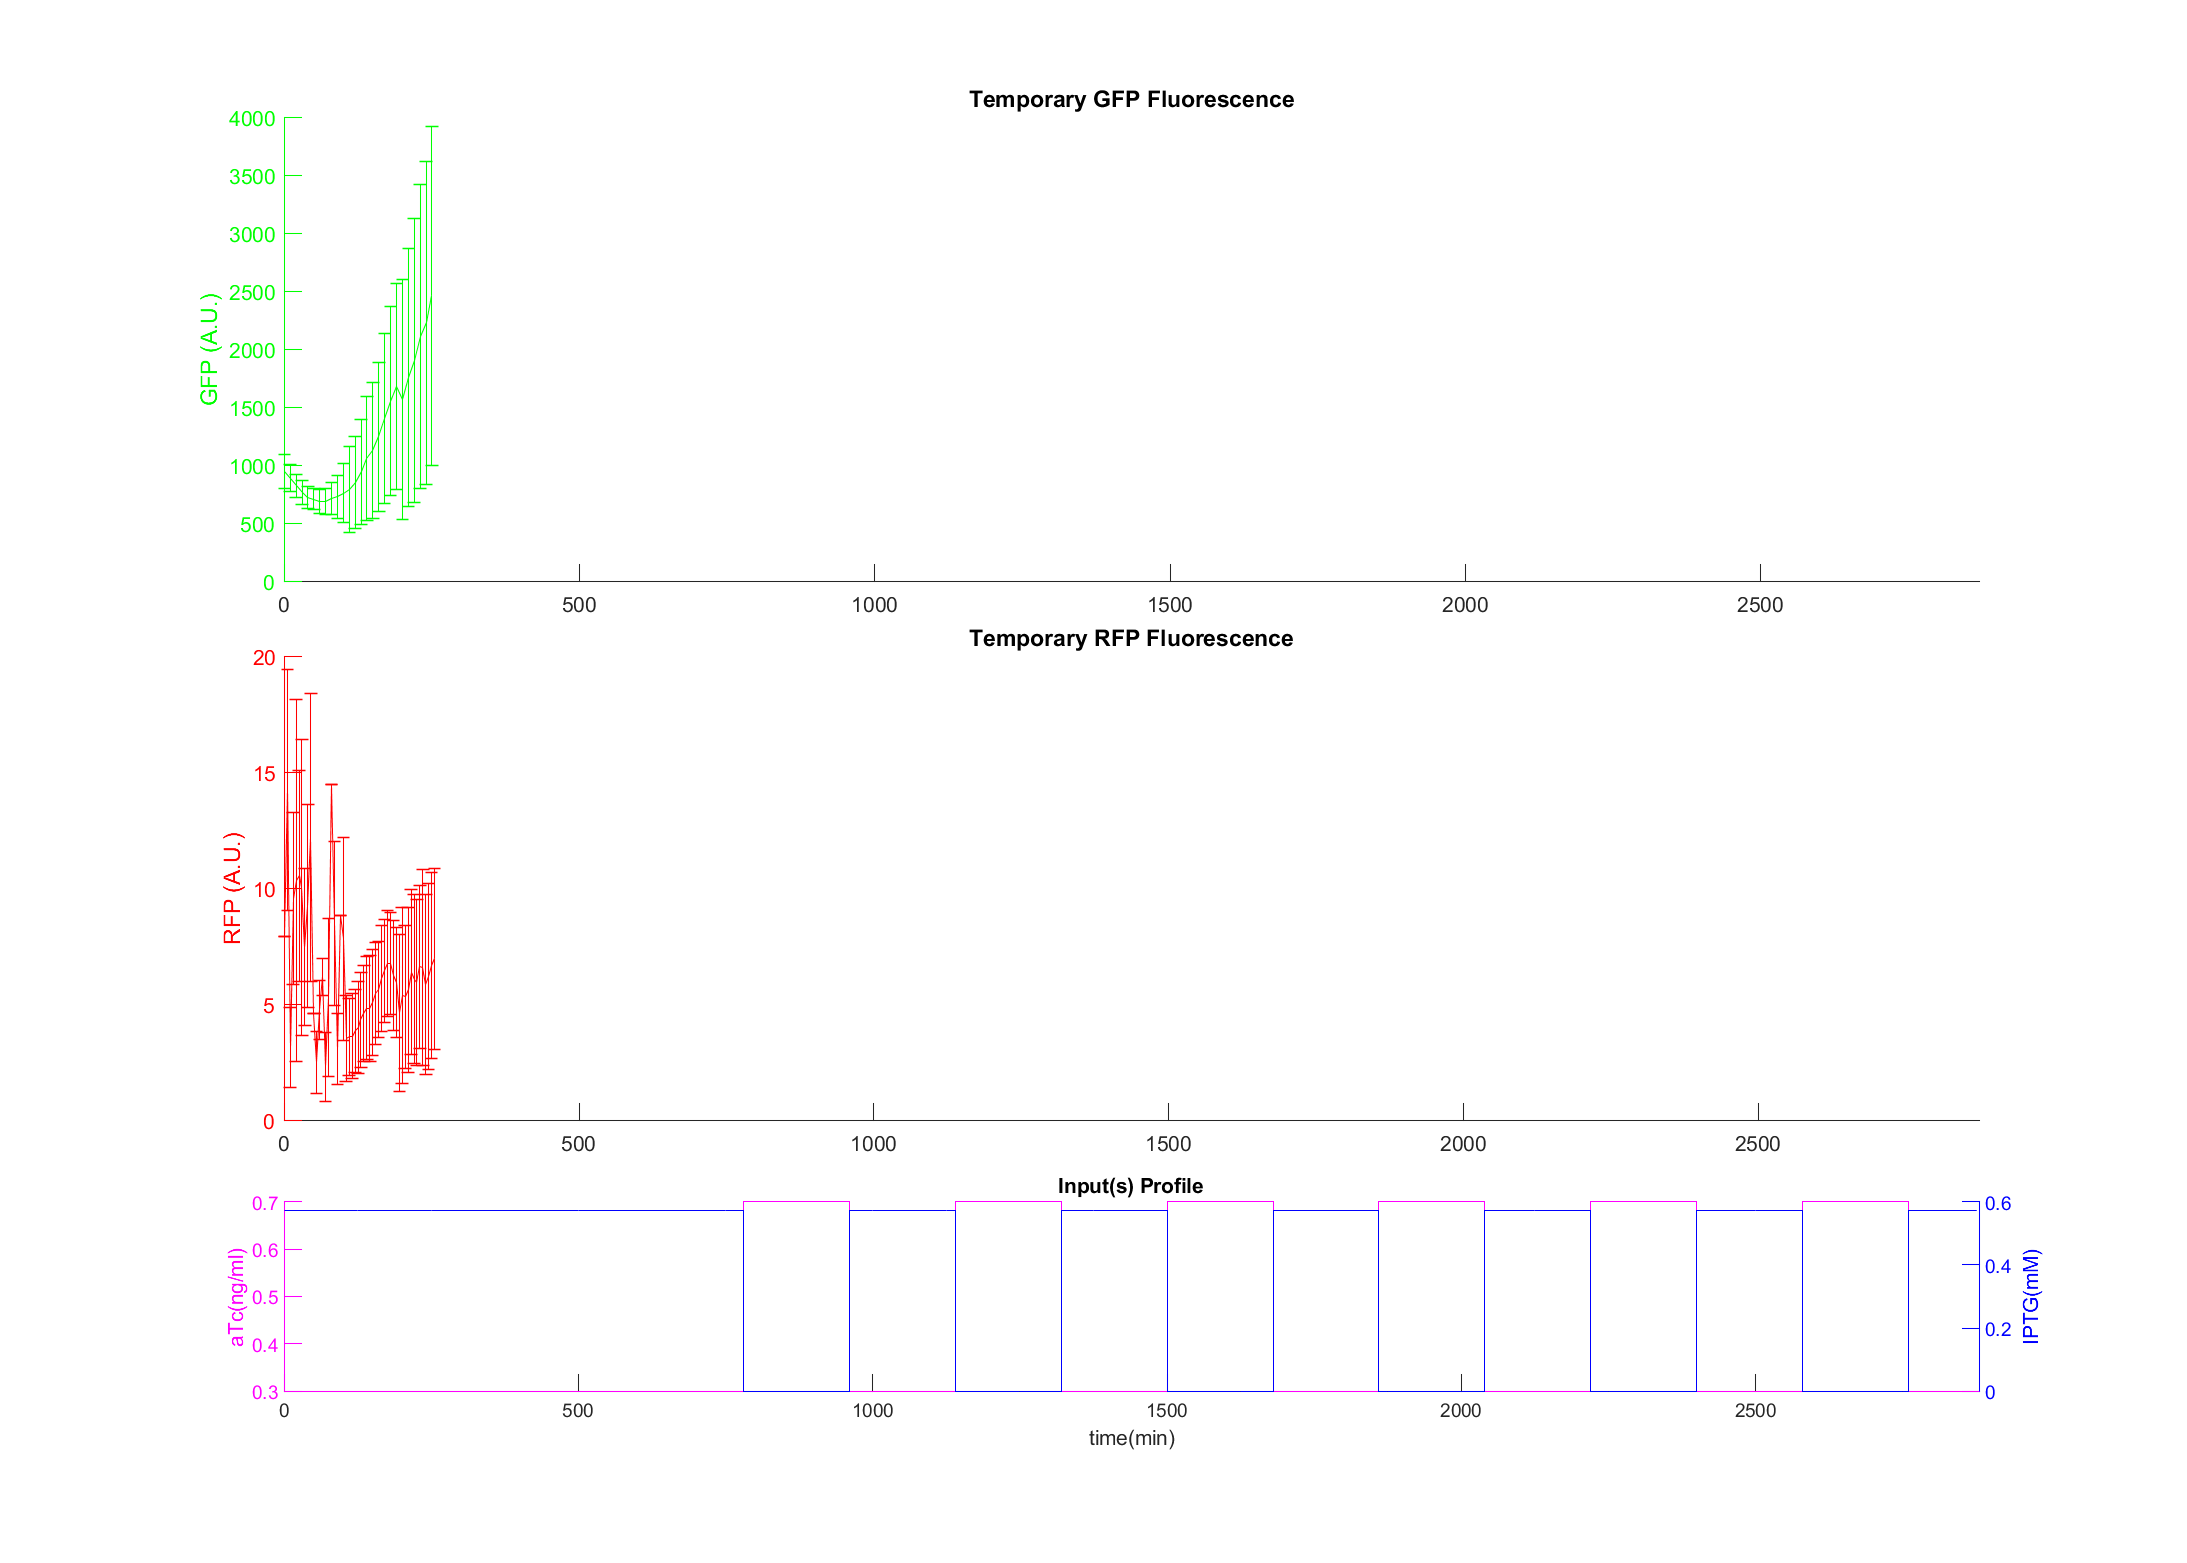 Temporary GFP Fluorescence
4000
3500
3000
2500
2000
1500
1000
500
0
GFP (A.U.)
0 500 1000 1500 2000 2500
Temporary RFP Fluorescence
20
15
10
5
0
RFP (A.U.)
0 500 1000 1500 2000 2500
Input(s) Profile
0.7
0.6
0.5
0.4
0.3
aTc(ng/ml)
0.6
0.4
0.2
0
IPTG(mM)
0 500 1000 1500 2000 2500
time(min)